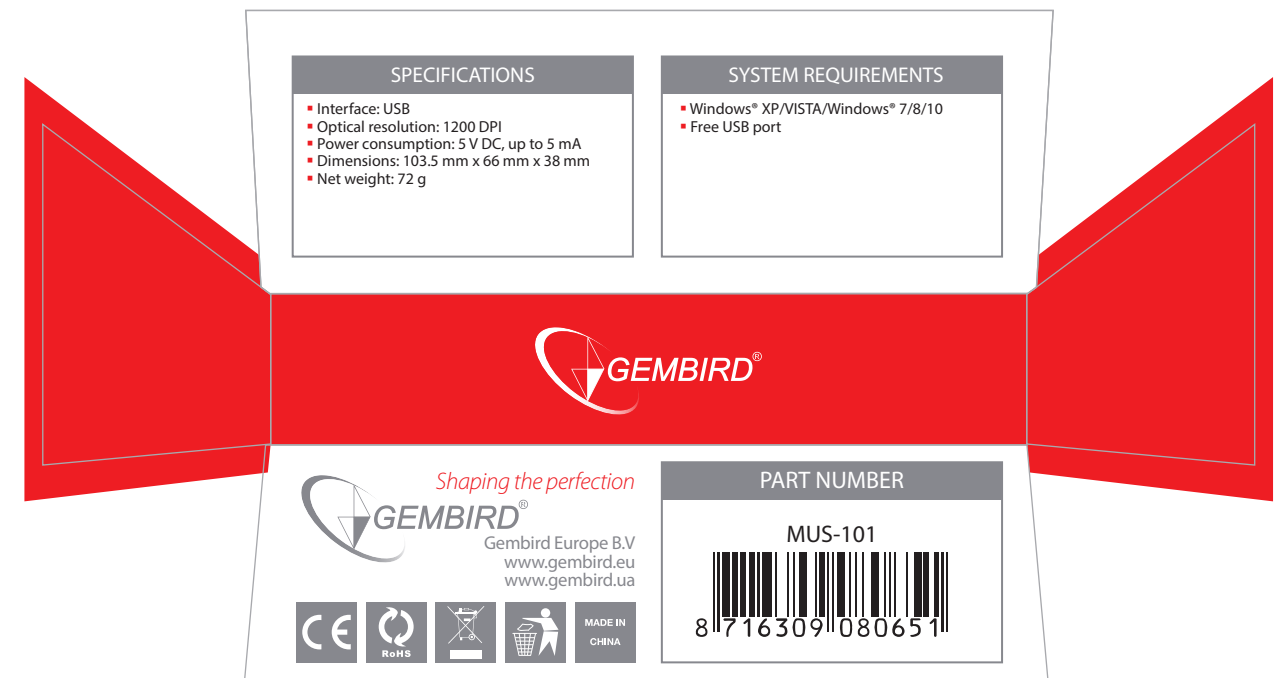 SPECIFICATIONS
▪ Interface: USB
▪ Optical resolution: 1200 DPI
▪ Power consumption: 5 V DC, up to 5 mA
▪ Dimensions: 103.5 mm x 66 mm x 38 mm
▪ Net weight: 72 g
SYSTEM REQUIREMENTS
▪ Windows® XP/VISTA/Windows® 7/8/10
▪ Free USB port
GEMBIRD®
Shaping the perfection
GEMBIRD®
Gembird Europe B.V
www.gembird.eu
www.gembird.ua
CE
RoHS
MADE IN
CHINA
PART NUMBER
MUS-101
8 716309 080651